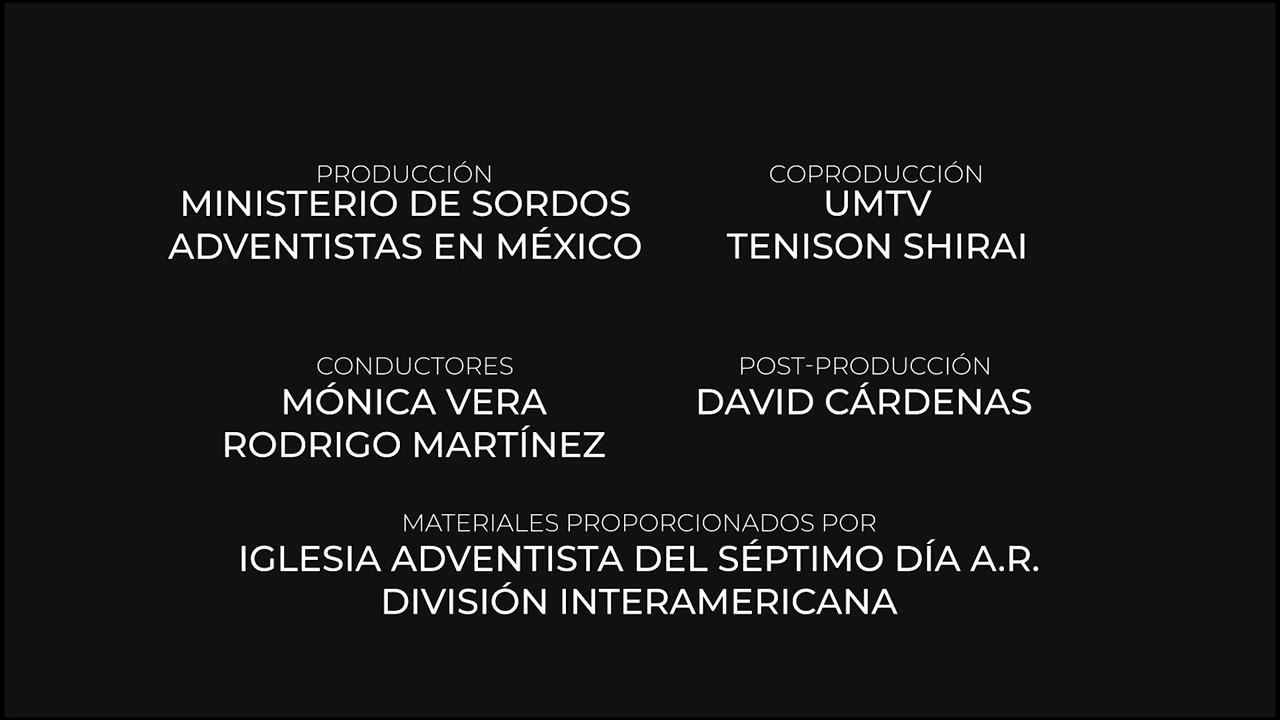 PRODUCCIÓN
MINISTERIO DE SORDOS
ADVENTISTAS EN MÉXICO
COPRODUCCIÓN
UMTV
TENISON SHIRAI
CONDUCTORES
MÓNICA VERA
RODRIGO MARTÍNEZ
POST-PRODUCCIÓN
DAVID CÁRDENAS
MATERIALES PROPORCIONADOS POR
IGLESIA ADVENTISTA DEL SÉPTIMO DÍA A.R.
DIVISIÓN INTERAMERICANA